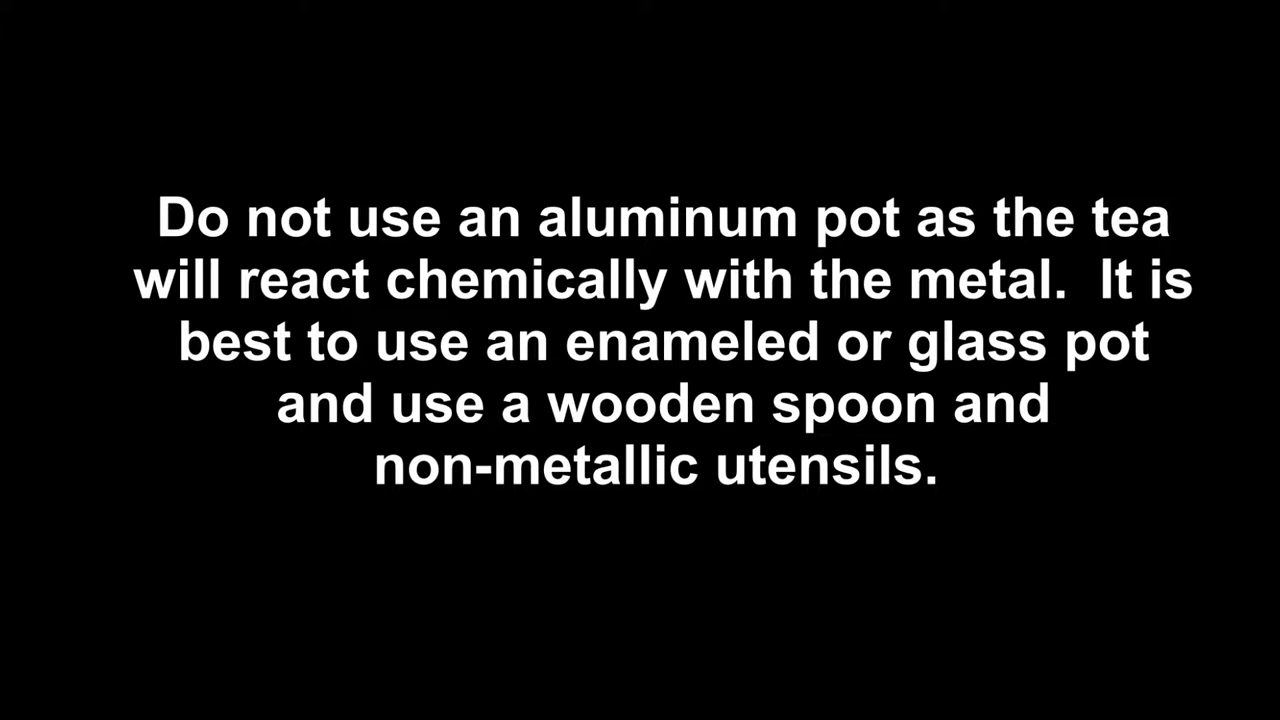 Do not use an aluminum pot as the tea
will react chemically with the metal.  It is
best to use an enameled or glass pot
and use a wooden spoon and
non-metallic utensils.